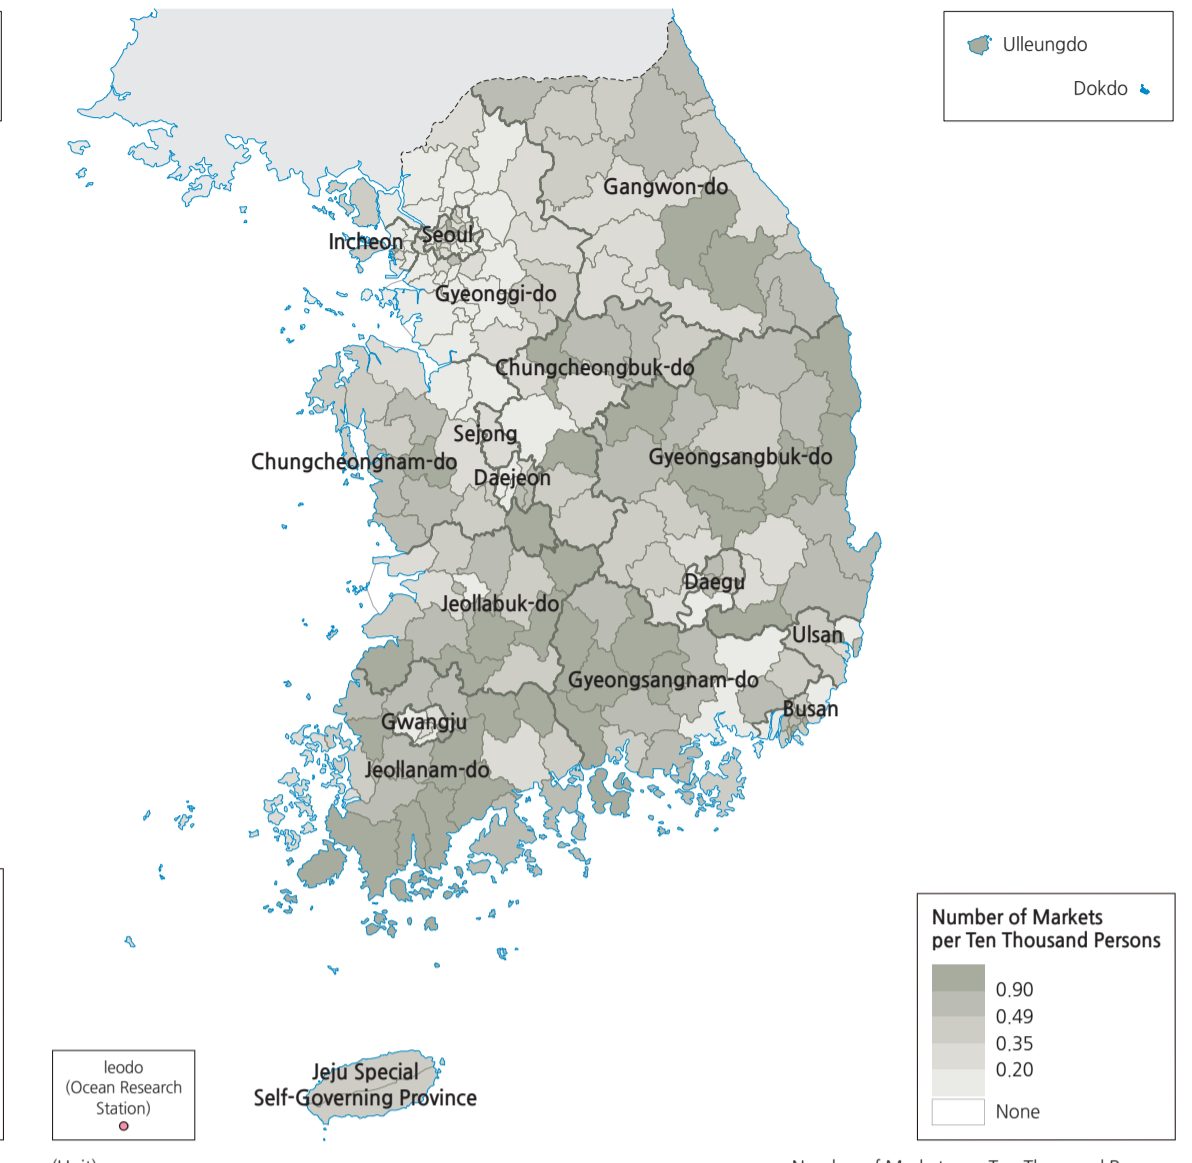 Ulleungdo
Dokdo
Gangwon-do
Incheon
Seoul
Gyeonggi-do
Chungcheongbuk-do
Sejong
Chungcheongnam-do
Gyeongsangbuk-do
Daejeon
Daegu
Jeollabuk-do
Ulsan
Gyeongsangnam-do
Busan
Gwangju
Jeollanam-do
Number of Markets
per Ten Thousand Persons
0.90
0.49
0.35
0.20
None
Ieodo
(Ocean Research
Station)
Jeju Special
Self-Governing Province